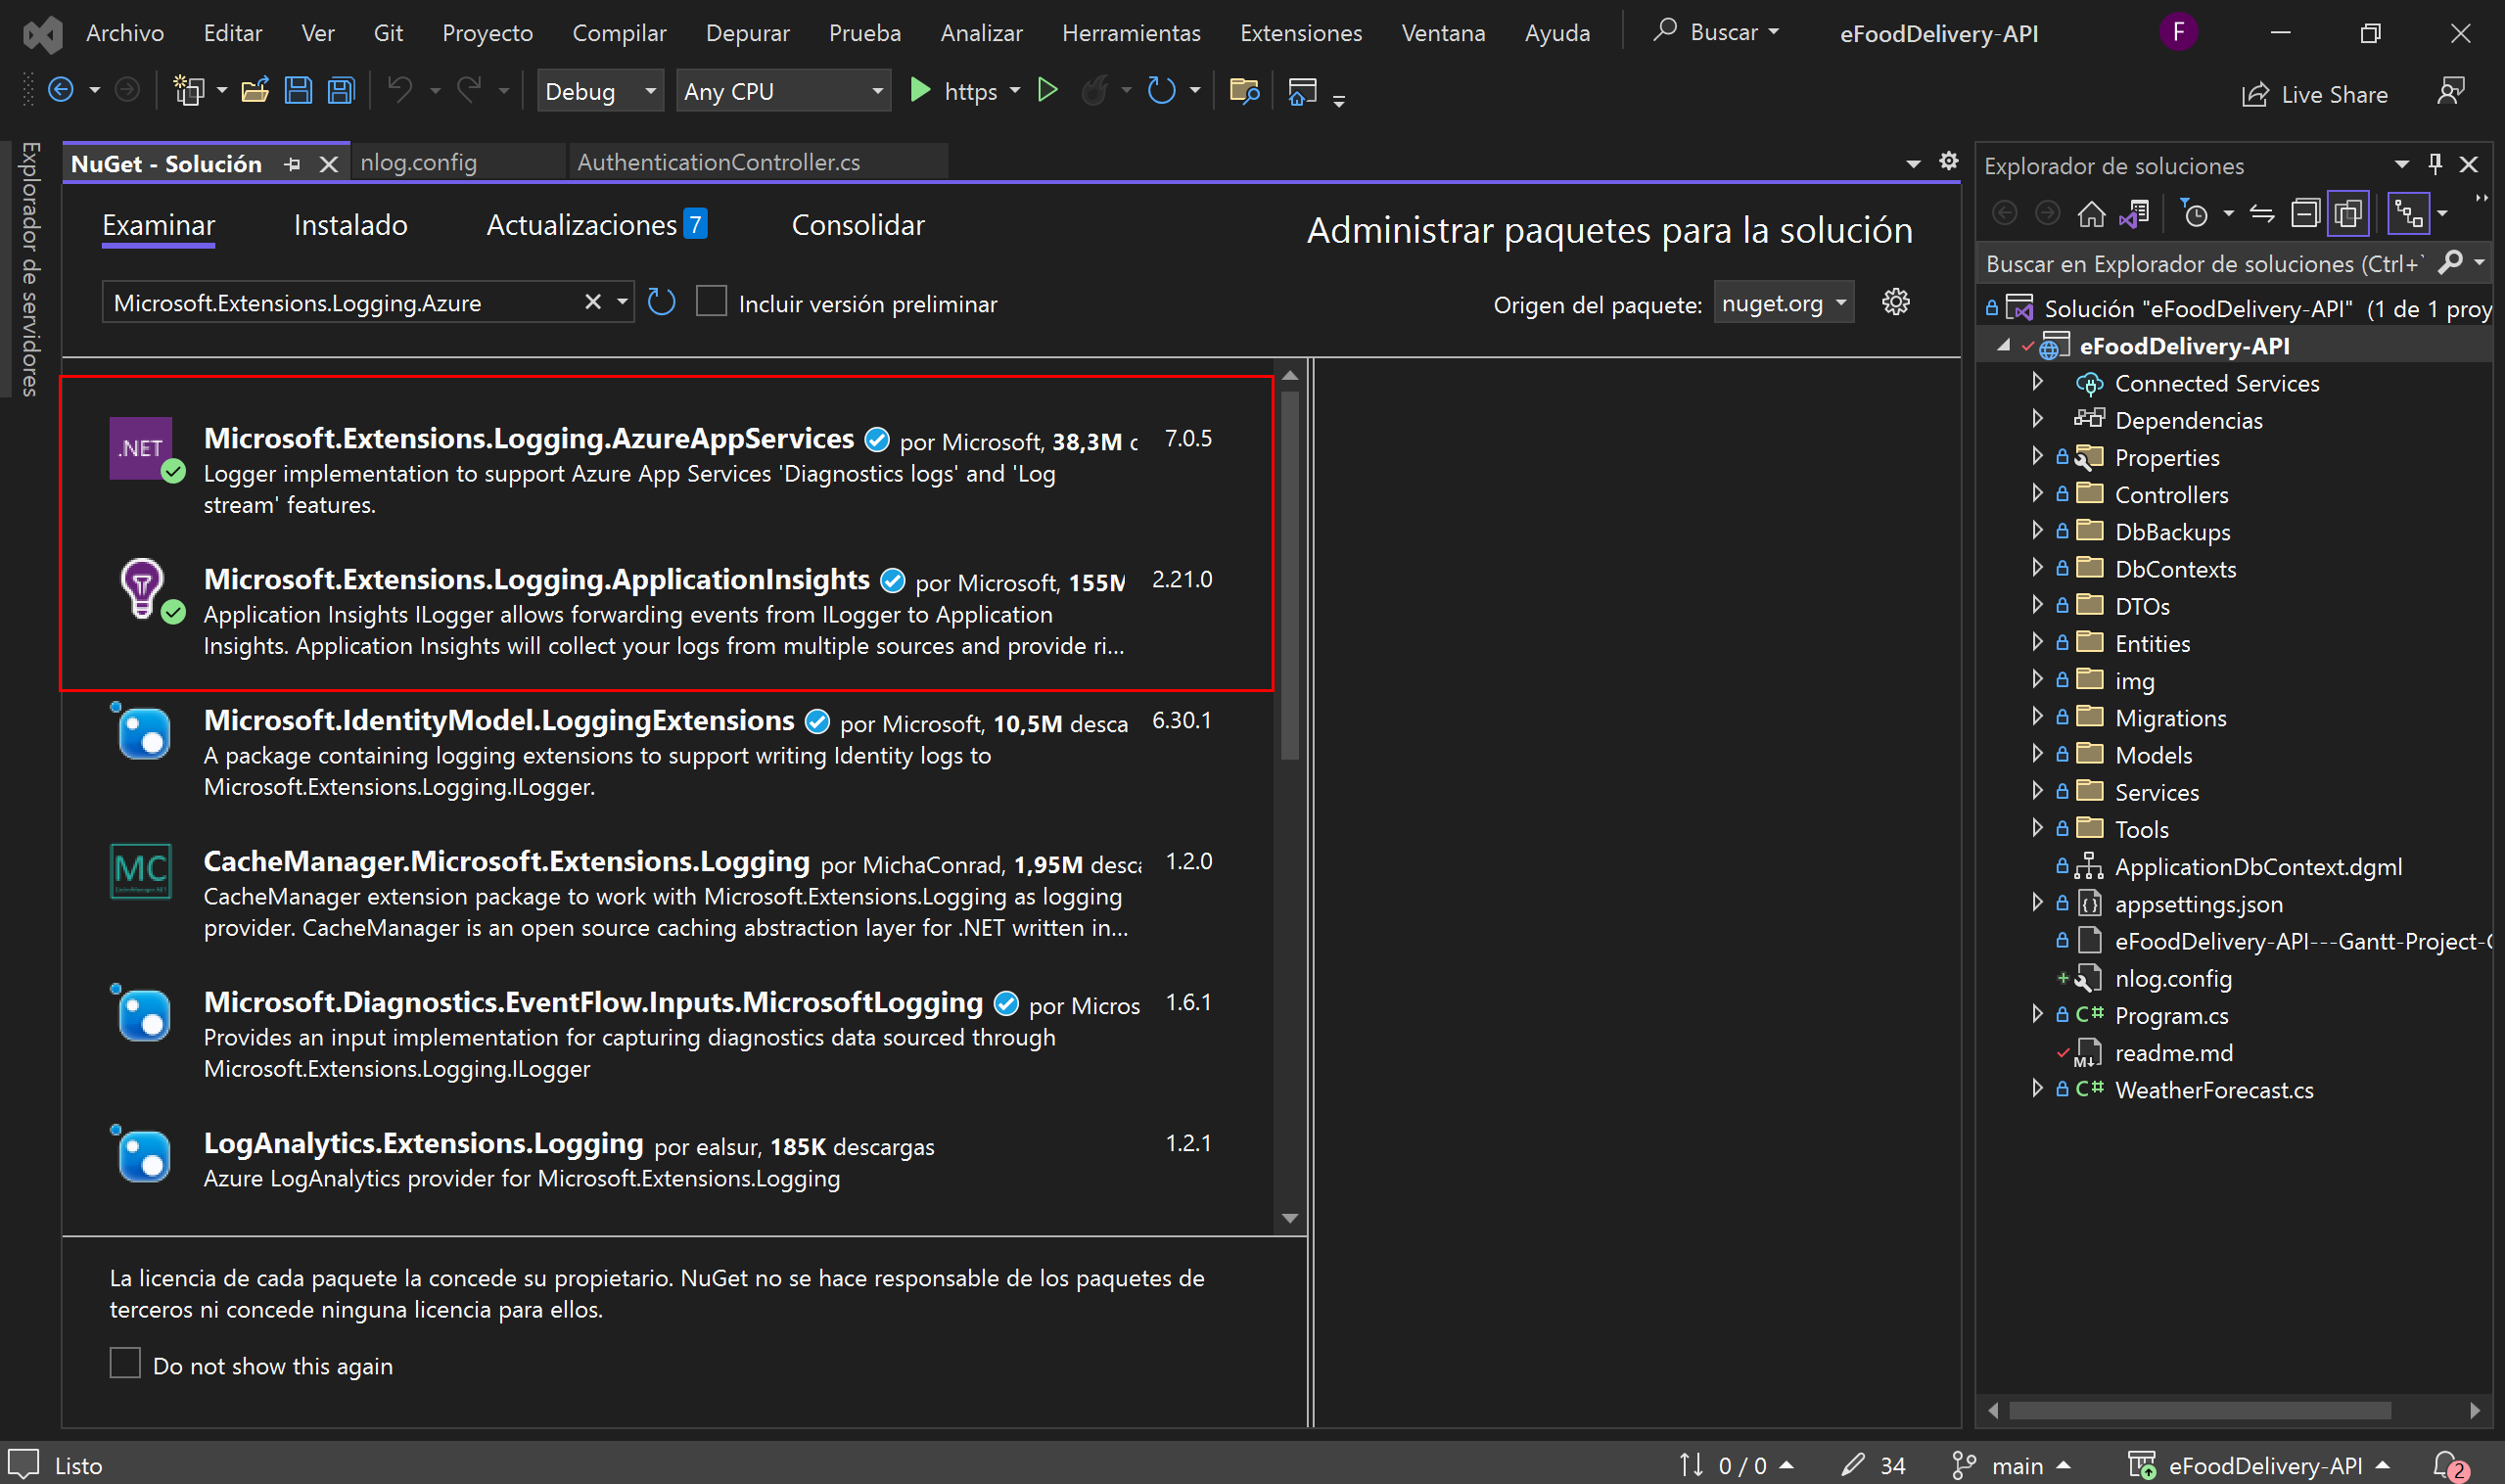 Archivo Editar Ver Git Proyecto Compilar Depurar Prueba Analizar Herramientas Extensiones Ventana Ayuda Buscar eFoodDelivery-API F
Debug Any CPU https Live Share
Explorador de servidores
NuGet - Solución nlog.config AuthenticationController.cs
Examinar Instalado Actualizaciones 7 Consolidar
Administrar paquetes para la solución
Microsoft.Extensions.Logging.Azure Incluir versión preliminar Origen del paquete: nuget.org
.NET
Microsoft.Extensions.Logging.AzureAppServices por Microsoft, 38,3M 7.0.5
Logger implementation to support Azure App Services 'Diagnostics logs' and 'Log
stream' features.
Microsoft.Extensions.Logging.ApplicationInsights por Microsoft, 155M 2.21.0
Application Insights ILogger allows forwarding events from ILogger to Application
Insights. Application Insights will collect your logs from multiple sources and provide ri...
Microsoft.IdentityModel.LoggingExtensions por Microsoft, 10,5M desca 6.30.1
A package containing logging extensions to support writing Identity logs to
Microsoft.Extensions.Logging.ILogger.
MC
CacheManager.Microsoft.Extensions.Logging por MichaConrad, 1,95M desca 1.2.0
CacheManager extension package to work with Microsoft.Extensions.Logging as logging
provider. CacheManager is an open source caching abstraction layer for .NET written in...
Microsoft.Diagnostics.EventFlow.Inputs.MicrosoftLogging por Micros 1.6.1
Provides an input implementation for capturing diagnostics data sourced through
Microsoft.Extensions.Logging.ILogger
LogAnalytics.Extensions.Logging por ealsur, 185K descargas 1.2.1
Azure LogAnalytics provider for Microsoft.Extensions.Logging
La licencia de cada paquete la concede su propietario. NuGet no se hace responsable de los paquetes de
terceros ni concede ninguna licencia para ellos.
Do not show this again
Explorador de soluciones
Buscar en Explorador de soluciones (Ctrl+
Solución "eFoodDelivery-API" (1 de 1 proy
eFoodDelivery-API
Connected Services
Dependencias
Properties
Controllers
DbBackups
DbContexts
DTOs
Entities
img
Migrations
Models
Services
Tools
ApplicationDbContext.dgml
appsettings.json
eFoodDelivery-API---Gantt-Project-
nlog.config
C# Program.cs
readme.md
C# WeatherForecast.cs
Listo 0 / 0 34 main eFoodDelivery-API 2